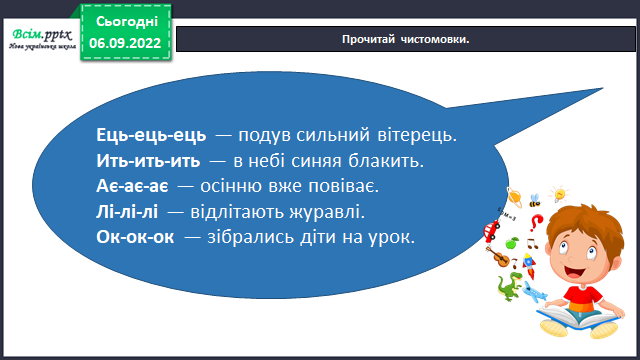 Всім.pptx
Нова українська школа
Сьогодні
06.09.2022
Прочитай чистомовки.
Ець-ець-ець — подув сильний вітерець.
Ить-ить-ить — в небі синяя блакить.
Ає-ає-ає — осінню вже повіває.
Лі-лі-лі — відлітають журавлі.
Ок-ок-ок — зібрались діти на урок.